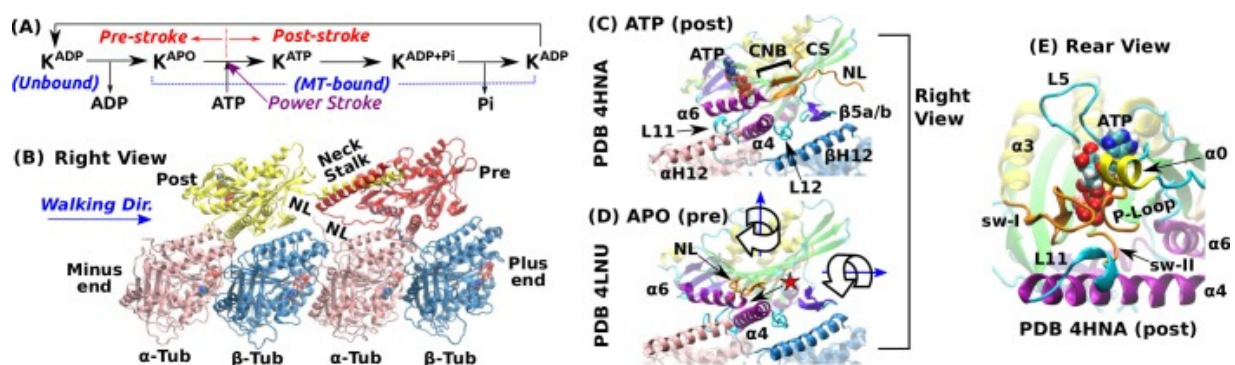 (A)
Pre-stroke
Post-stroke
K^ADP K^APO K^ATP K^ADP+Pi K^ADP
(Unbound)
(MT-bound)
ADP ATP Power Stroke Pi
(B) Right View
Post
Neck Stalk
Pre
Walking Dir.
NL
NL
Minus end
Plus end
α-Tub β-Tub α-Tub β-Tub
(C) ATP (post)
PDB 4HNA
ATP
CNB
CS
NL
α6
β5a/b
L11
α4
βH12
αH12
L12
(D) APO (pre)
PDB 4LNU
NL
α6
α4
Right View
(E) Rear View
L5
ATP
α3
α0
sw-I
P-Loop
α6
L11
sw-II
α4
PDB 4HNA (post)